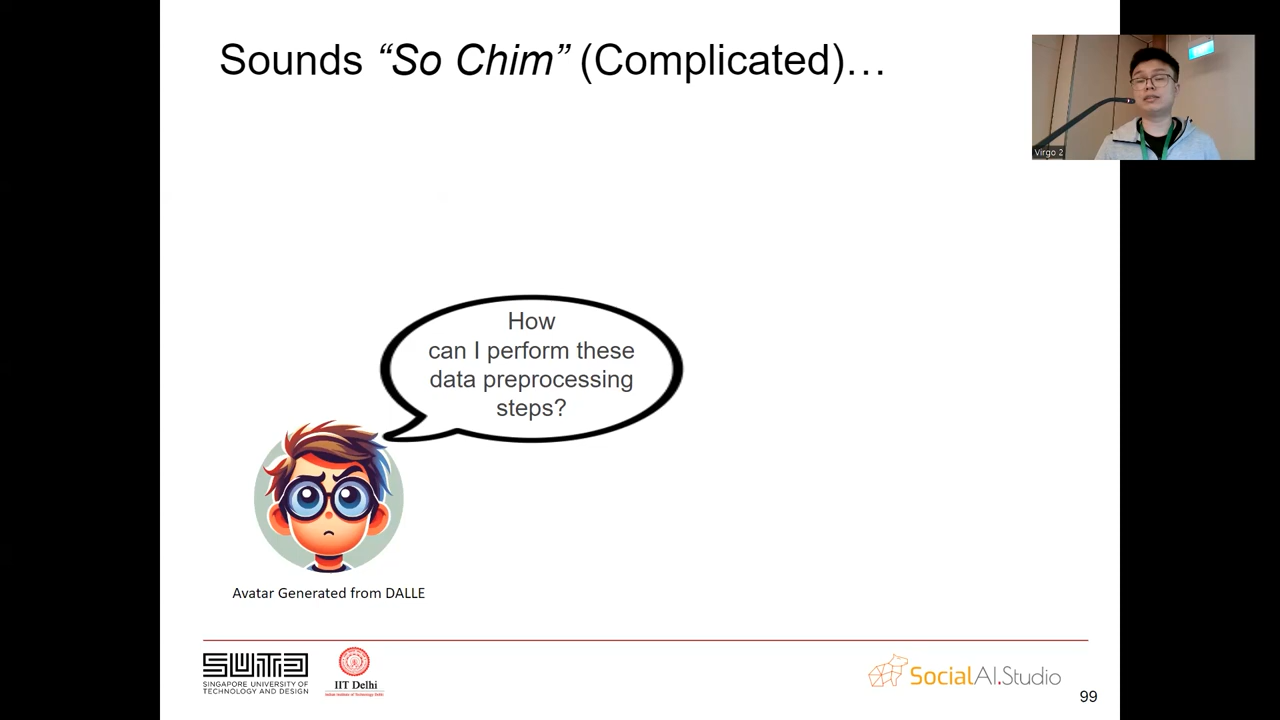 Sounds “So Chim” (Complicated)…
Virgo 2
How
can I perform these
data preprocessing
steps?
Avatar Generated from DALLE
SUTD
SINGAPORE UNIVERSITY OF
TECHNOLOGY AND DESIGN
IIT Delhi
SocialAI.Studio
99